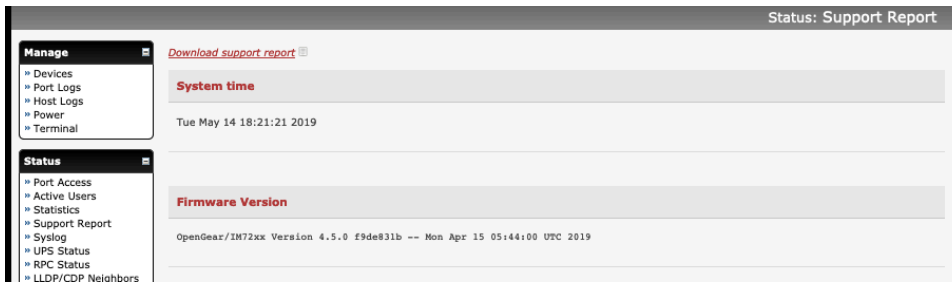 Status: Support Report
Manage
» Devices
» Port Logs
» Host Logs
» Power
» Terminal
Status
» Port Access
» Active Users
» Statistics
» Support Report
» Syslog
» UPS Status
» RPC Status
» LLDP/CDP Neighbors
Download support report
System time
Tue May 14 18:21:21 2019
Firmware Version
OpenGear/IM72xx Version 4.5.0 f9de831b -- Mon Apr 15 05:44:00 UTC 2019